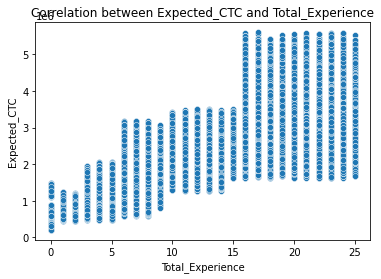 Correlation between Expected_CTC and Total_Experience
1e6
5
4
3
2
1
0
Expected_CTC
0 5 10 15 20 25
Total_Experience